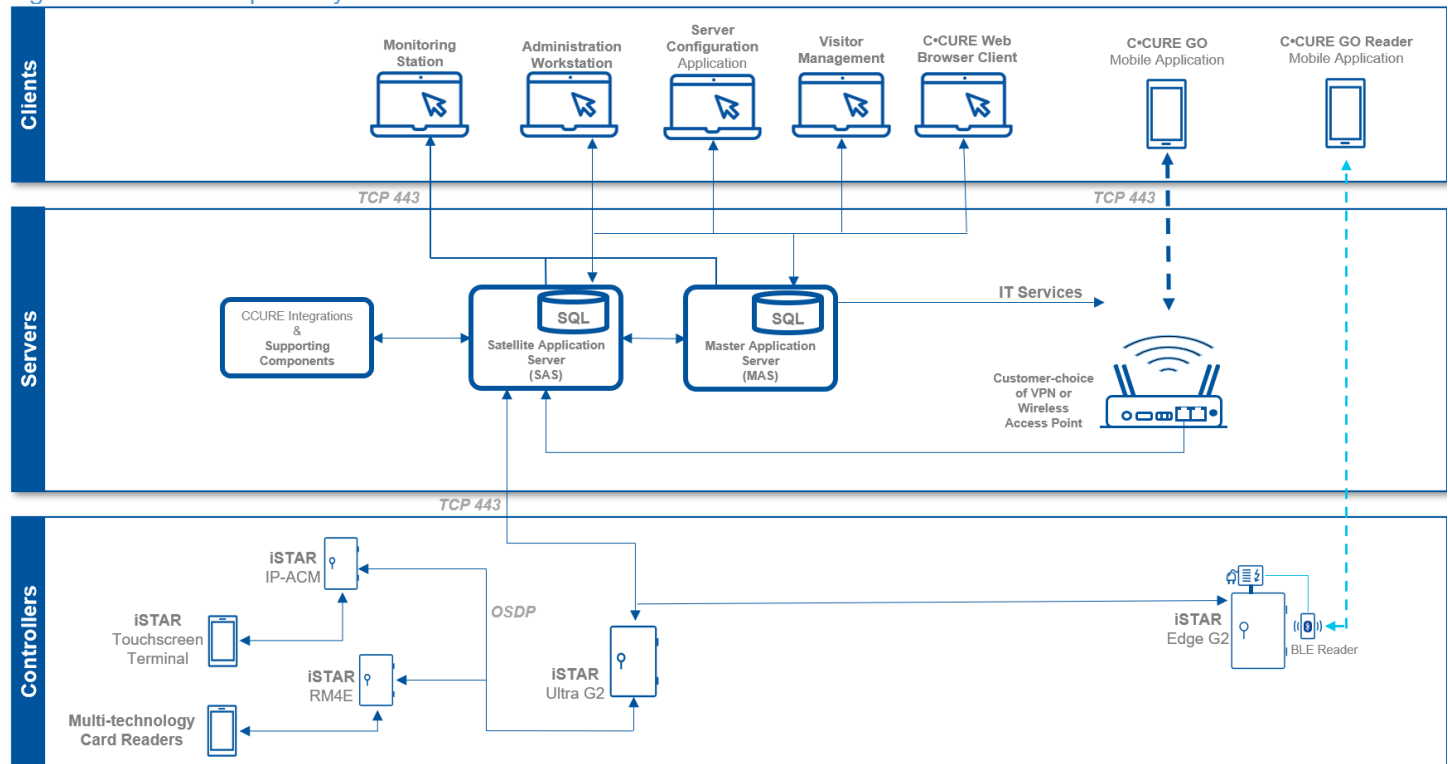 Clients
Monitoring
Station
Administration
Workstation
Server
Configuration
Application
Visitor
Management
C•CURE Web
Browser Client
C•CURE GO
Mobile Application
C•CURE GO Reader
Mobile Application
TCP 443
TCP 443
Servers
CCURE Integrations
&
Supporting
Components
SQL
Satellite Application
Server
(SAS)
SQL
Master Application
Server
(MAS)
IT Services
Customer-choice
of VPN or
Wireless
Access Point
TCP 443
Controllers
iSTAR
IP-ACM
iSTAR
Touchscreen
Terminal
OSDP
iSTAR
RM4E
Multi-technology
Card Readers
iSTAR
Ultra G2
iSTAR
Edge G2
BLE Reader